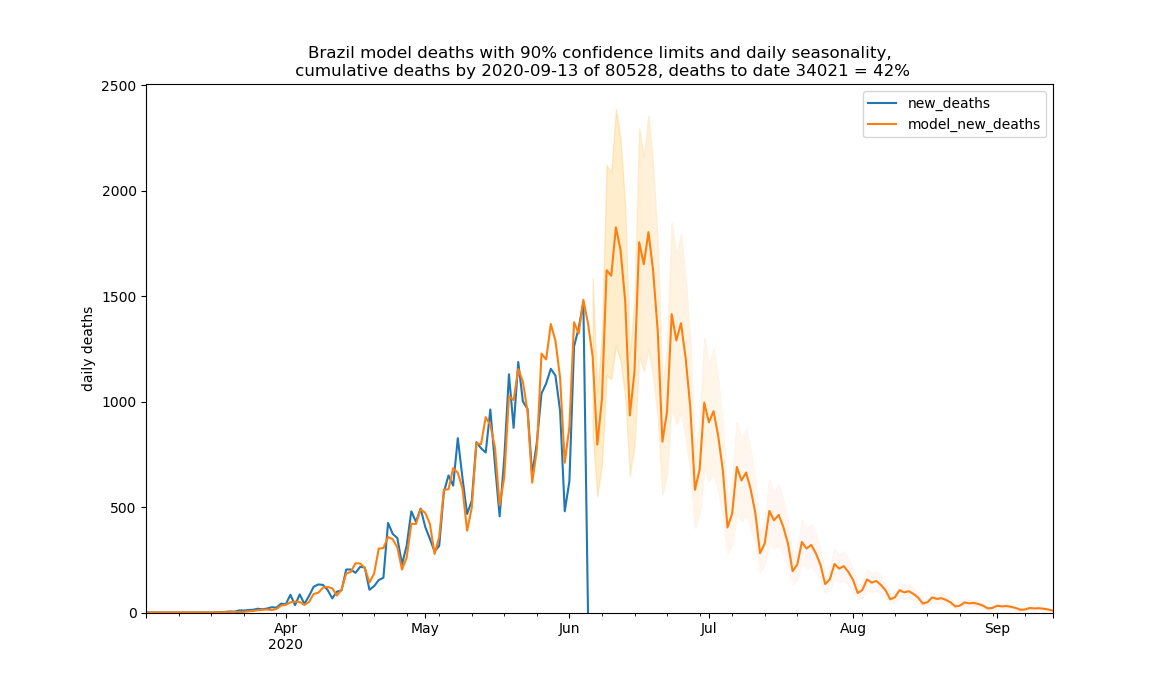 Brazil model deaths with 90% confidence limits and daily seasonality,
cumulative deaths by 2020-09-13 of 80528, deaths to date 34021 = 42%
new_deaths
model_new_deaths
daily deaths
2500
2000
1500
1000
500
0
Apr
2020
May
Jun
Jul
Aug
Sep